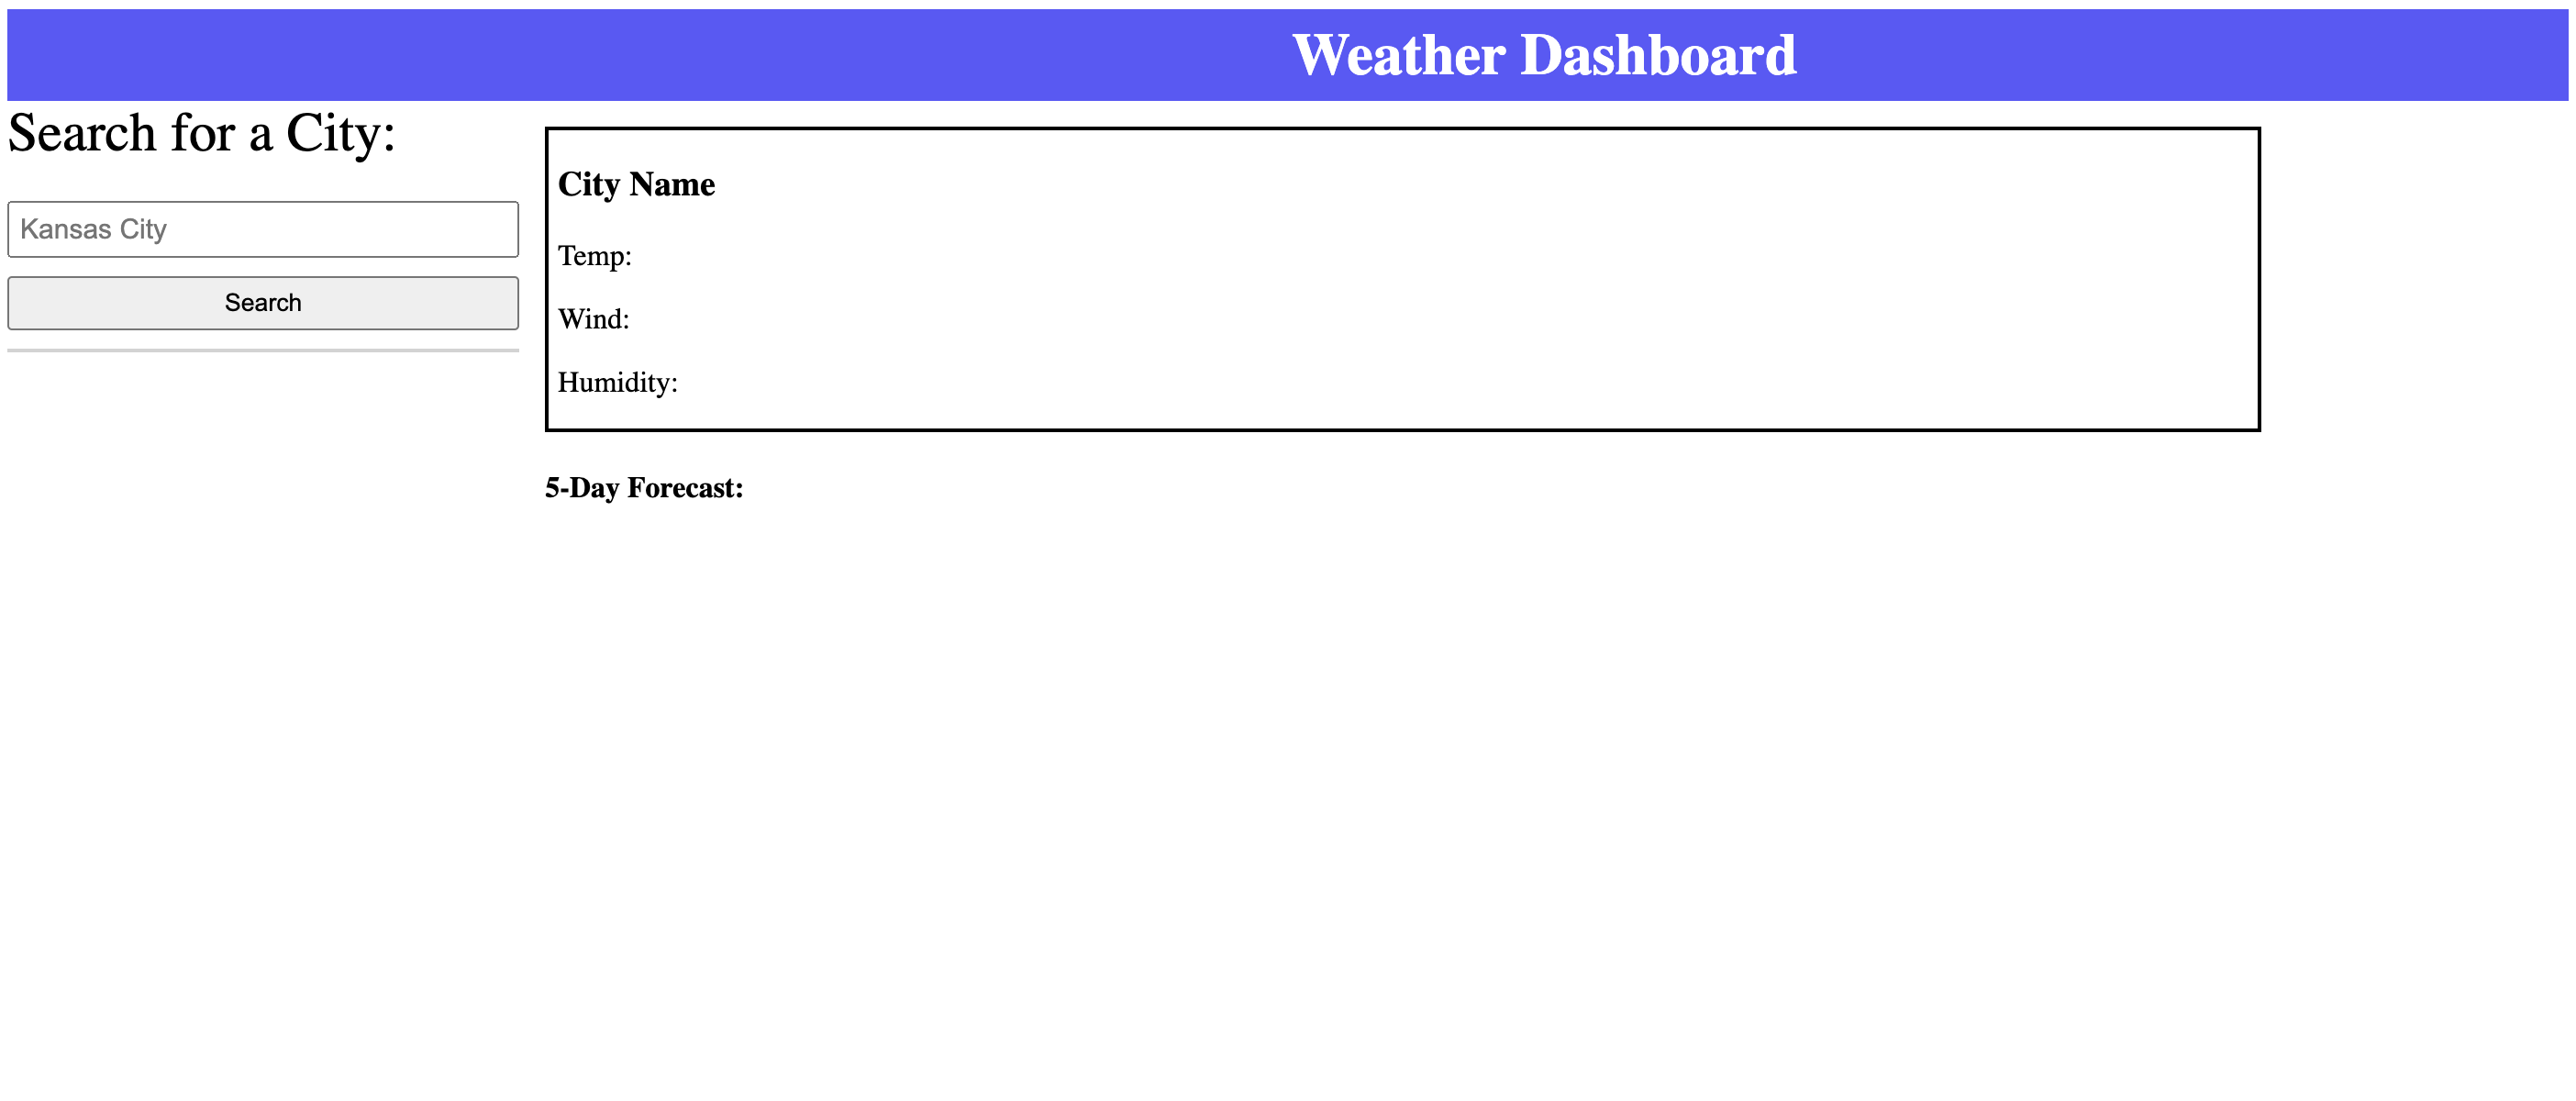 Weather Dashboard
Search for a City:
Kansas City
Search
City Name
Temp:
Wind:
Humidity:
5-Day Forecast: